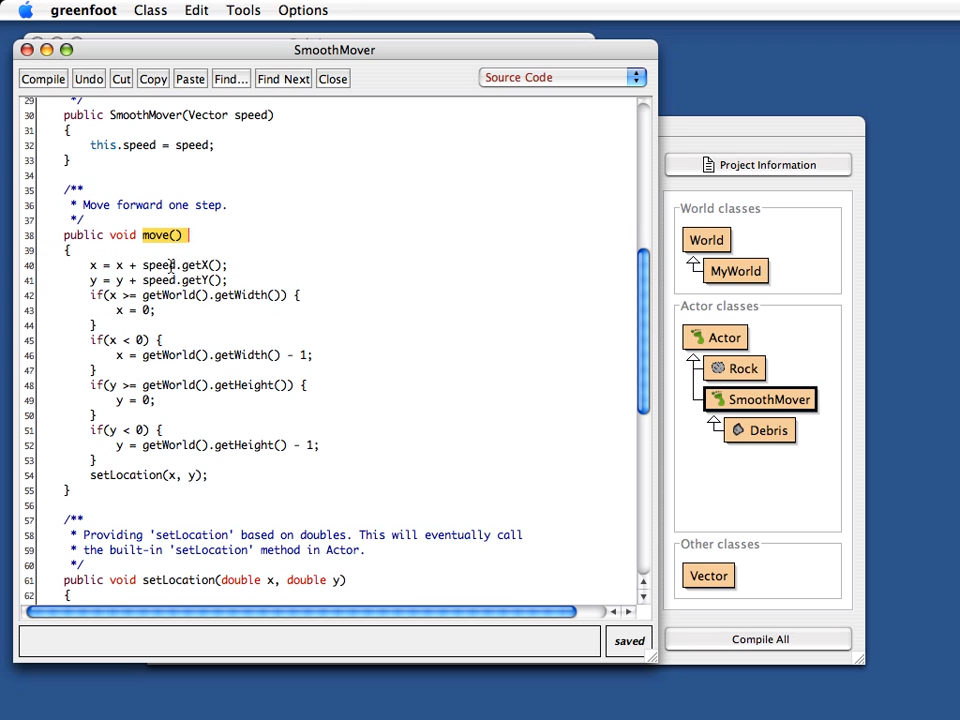 greenfoot Class Edit Tools Options
SmoothMover
Compile Undo Cut Copy Paste Find... Find Next Close Source Code
29 */
30 public SmoothMover(Vector speed)
31 {
32 this.speed = speed;
33 }
34
35 /**
36 * Move forward one step.
37 */
38 public void move()
39 {
40 x = x + speed.getX();
41 y = y + speed.getY();
42 if(x >= getWorld().getWidth()) {
43 x = 0;
44 }
45 if(x < 0) {
46 x = getWorld().getWidth() - 1;
47 }
48 if(y >= getWorld().getHeight()) {
49 y = 0;
50 }
51 if(y < 0) {
52 y = getWorld().getHeight() - 1;
53 }
54 setLocation(x, y);
55 }
56
57 /**
58 * Providing 'setLocation' based on doubles. This will eventually call
59 * the built-in 'setLocation' method in Actor.
60 */
61 public void setLocation(double x, double y)
62 {
saved
Project Information
World classes
World
MyWorld
Actor classes
Actor
Rock
SmoothMover
Debris
Other classes
Vector
Compile All